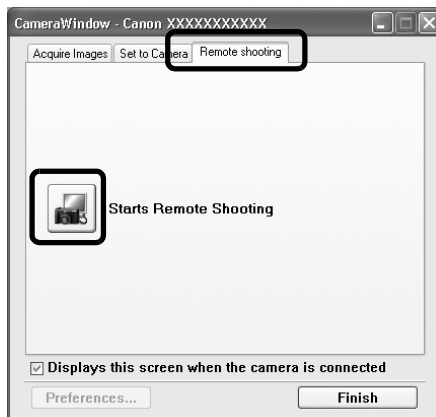 CameraWindow - Canon XXXXXXXXXXX
Acquire Images Set to Camera Remote shooting
Starts Remote Shooting
Displays this screen when the camera is connected
Preferences... Finish